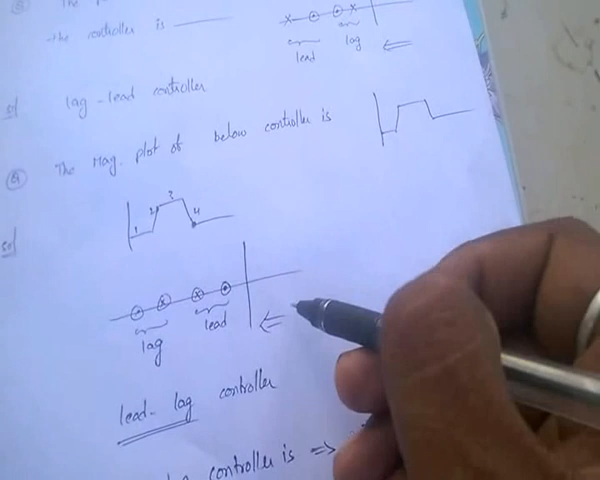 Q The
the controller is
lead lag
sol lag-lead controller
Q The Mag. plot of below controller is
sol
1 2 3 4
lag lead
lead-lag controller
controller is ⇒